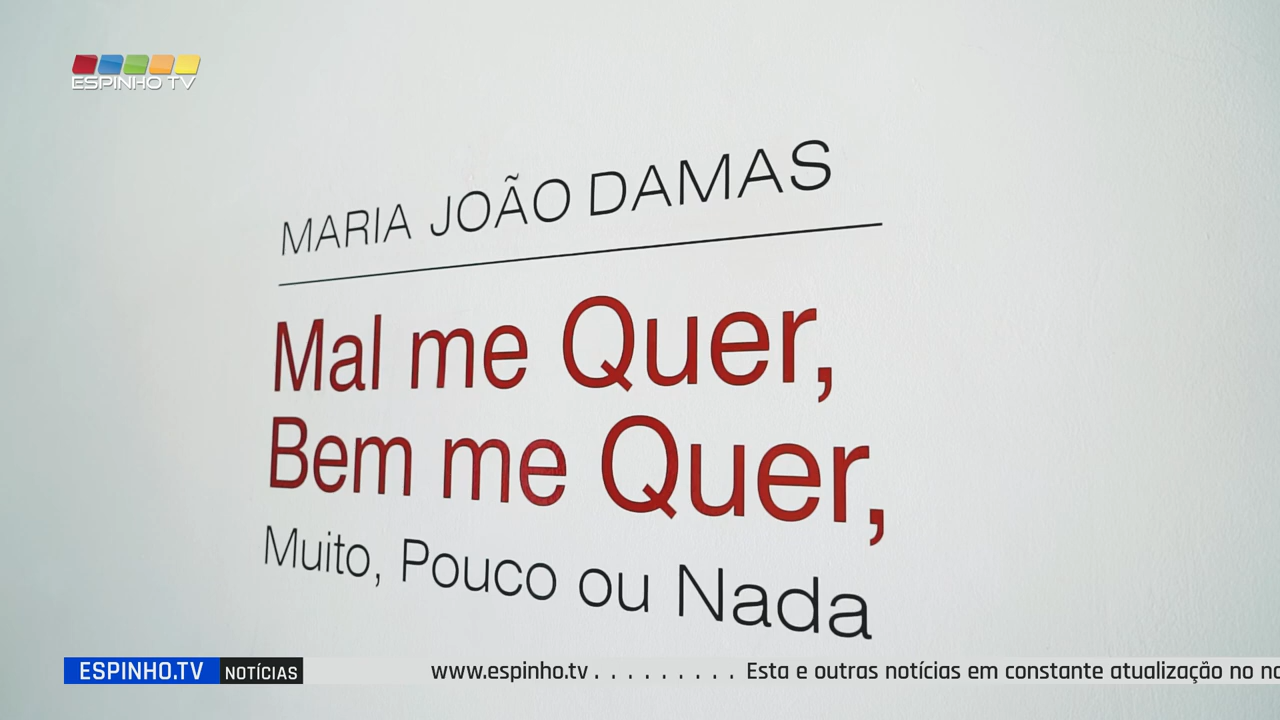 ESPINHO TV
MARIA JOÃO DAMAS
Mal me Quer,
Bem me Quer,
Muito, Pouco ou Nada
ESPINHO.TV NOTÍCIAS www.espinho.tv . . . . . . . . . Esta e outras notícias em constante atualização no